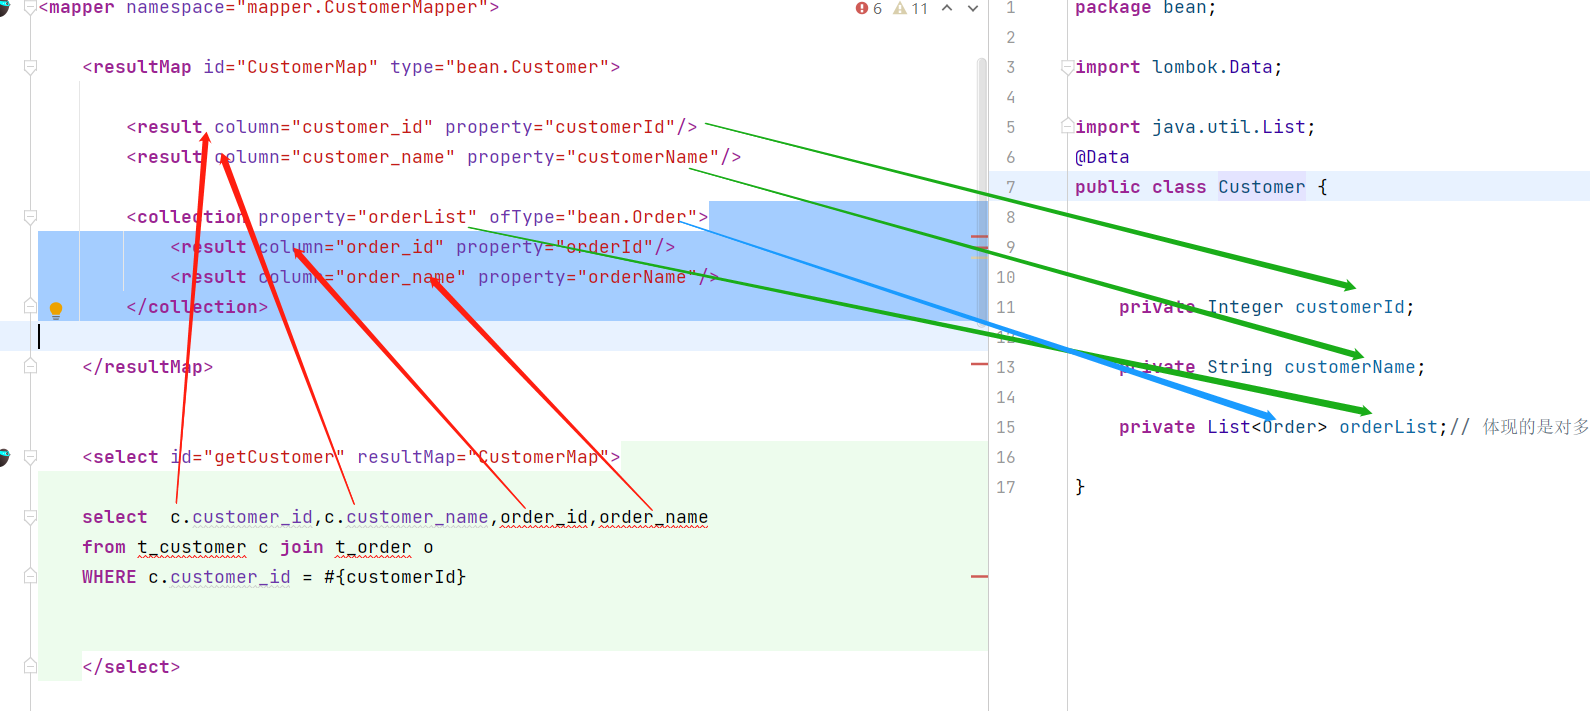 <mapper namespace="mapper.CustomerMapper">
6 11
<resultMap id="CustomerMap" type="bean.Customer">
<result column="customer_id" property="customerId"/>
<result column="customer_name" property="customerName"/>
<collection property="orderList" ofType="bean.Order">
<result column="order_id" property="orderId"/>
<result column="order_name" property="orderName"/>
</collection>
</resultMap>
<select id="getCustomer" resultMap="CustomerMap">
select c.customer_id,c.customer_name,order_id,order_name
from t_customer c join t_order o
WHERE c.customer_id = #{customerId}
</select>
1 package bean;
2
3 import lombok.Data;
4
5 import java.util.List;
6 @Data
7 public class Customer {
8
9
10
11 private Integer customerId;
12
13 private String customerName;
14
15 private List<Order> orderList;// 体现的是对多
16
17 }